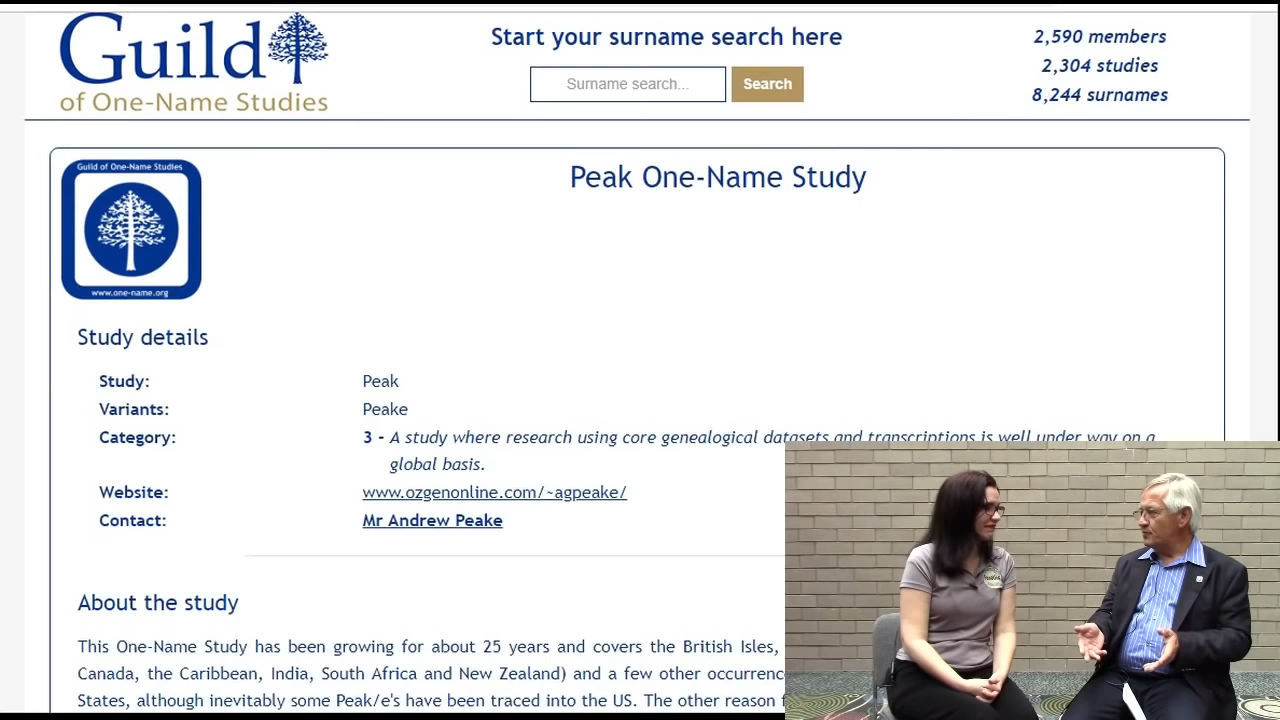 Guild
of One-Name Studies
Start your surname search here
Surname search...
Search
2,590 members
2,304 studies
8,244 surnames
Guild of One-Name Studies
www.one-name.org
Peak One-Name Study
Study details
Study: Peak
Variants: Peake
Category: 3 - A study where research using core genealogical datasets and transcriptions is well under way on a
global basis.
Website: www.ozgenonline.com/~agpeake/
Contact: Mr Andrew Peake
About the study
This One-Name Study has been growing for about 25 years and covers the British Isles,
Canada, the Caribbean, India, South Africa and New Zealand) and a few other
States, although inevitably some Peak/e's have been traced into the US. The other reason